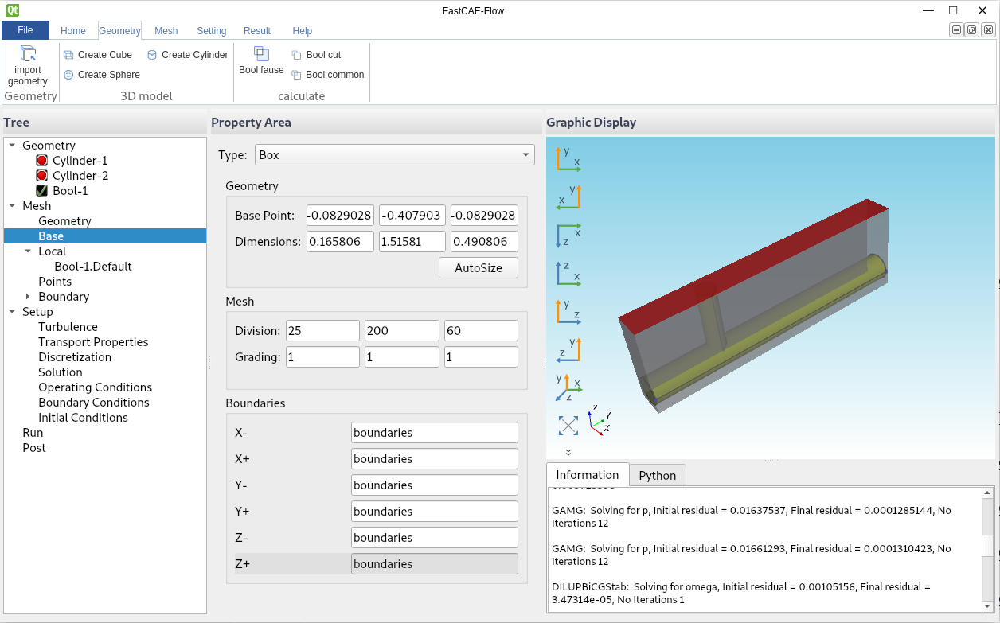 Qt FastCAE-Flow
File Home Geometry Mesh Setting Result Help
import geometry
Create Cube Create Cylinder
Create Sphere
Bool fause
Bool cut
Bool common
Geometry 3D model calculate
Tree
Geometry
Cylinder-1
Cylinder-2
Bool-1
Mesh
Geometry
Base
Local
Bool-1.Default
Points
Boundary
Setup
Turbulence
Transport Properties
Discretization
Solution
Operating Conditions
Boundary Conditions
Initial Conditions
Run
Post
Property Area
Type: Box
Geometry
Base Point: -0.0829028 -0.407903 -0.0829028
Dimensions: 0.165806 1.51581 0.490806
AutoSize
Mesh
Division: 25 200 60
Grading: 1 1 1
Boundaries
X- boundaries
X+ boundaries
Y- boundaries
Y+ boundaries
Z- boundaries
Z+ boundaries
Graphic Display
y x
y x
x z
z x
y z
y z
y x z
Z Y X
Information Python
GAMG: Solving for p, Initial residual = 0.01637537, Final residual = 0.0001285144, No
Iterations 12
GAMG: Solving for p, Initial residual = 0.01661293, Final residual = 0.0001310423, No
Iterations 12
DILUPBiCGStab: Solving for omega, Initial residual = 0.00105156, Final residual =
3.47314e-05, No Iterations 1